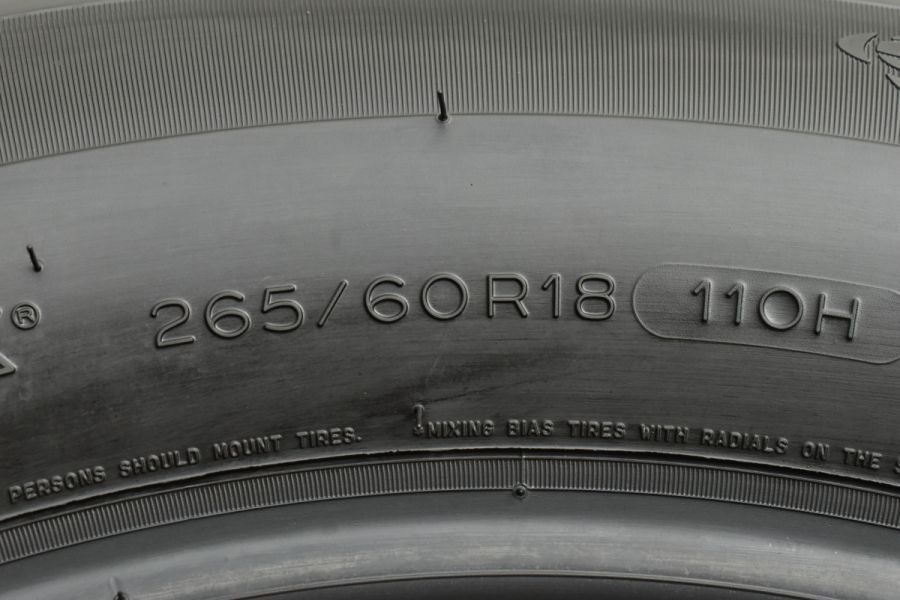 ®
265/60R18 110H
PERSONS SHOULD MOUNT TIRES. MIXING BIAS TIRES WITH RADIALS ON THE